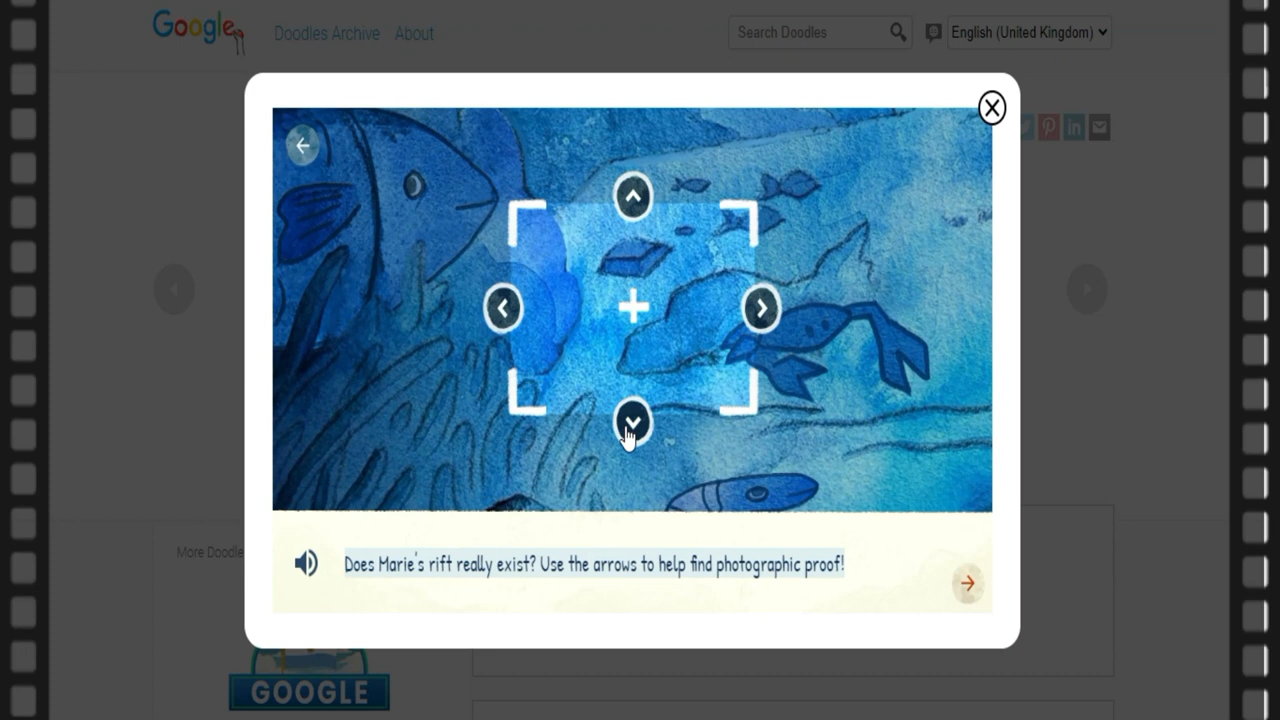 Google
Doodles Archive
About
Search Doodles
English (United Kingdom)
Does Marie's rift really exist? Use the arrows to help find photographic proof!
More Doodle
GOOGLE